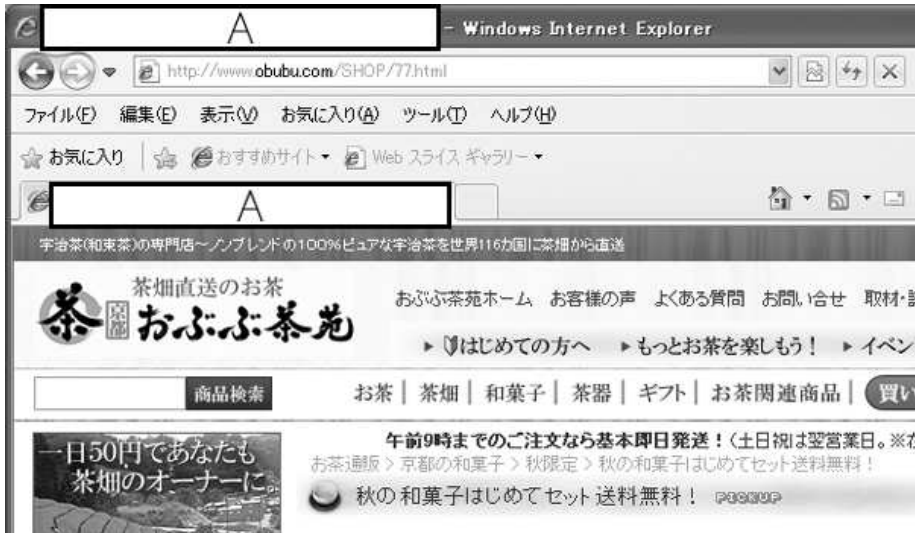 A - Windows Internet Explorer
http://www.obubu.com/SHOP/77.html
ファイル(F) 編集(E) 表示(V) お気に入り(A) ツール(T) ヘルプ(H)
お気に入り おすすめサイト Web スライス ギャラリー
A
宇治茶(和束茶)の専門店～ノンブレンドの100%ピュアな宇治茶を世界116カ国に茶畑から直送
茶畑直送のお茶
茶 京都 おぶぶ茶苑
おぶぶ茶苑ホーム お客様の声 よくある質問 お問い合せ 取材・
はじめての方へ もっとお茶を楽しもう! イベン
商品検索
お茶 | 茶畑 | 和菓子 | 茶器 | ギフト | お茶関連商品 | 買い
一日50円であなたも
茶畑のオーナーに。
午前9時までのご注文なら基本即日発送!(土日祝は翌営業日。※
お茶通販 > 京都の和菓子 > 秋限定 > 秋の和菓子はじめてセット送料無料!
秋の和菓子はじめてセット送料無料! PICKUP